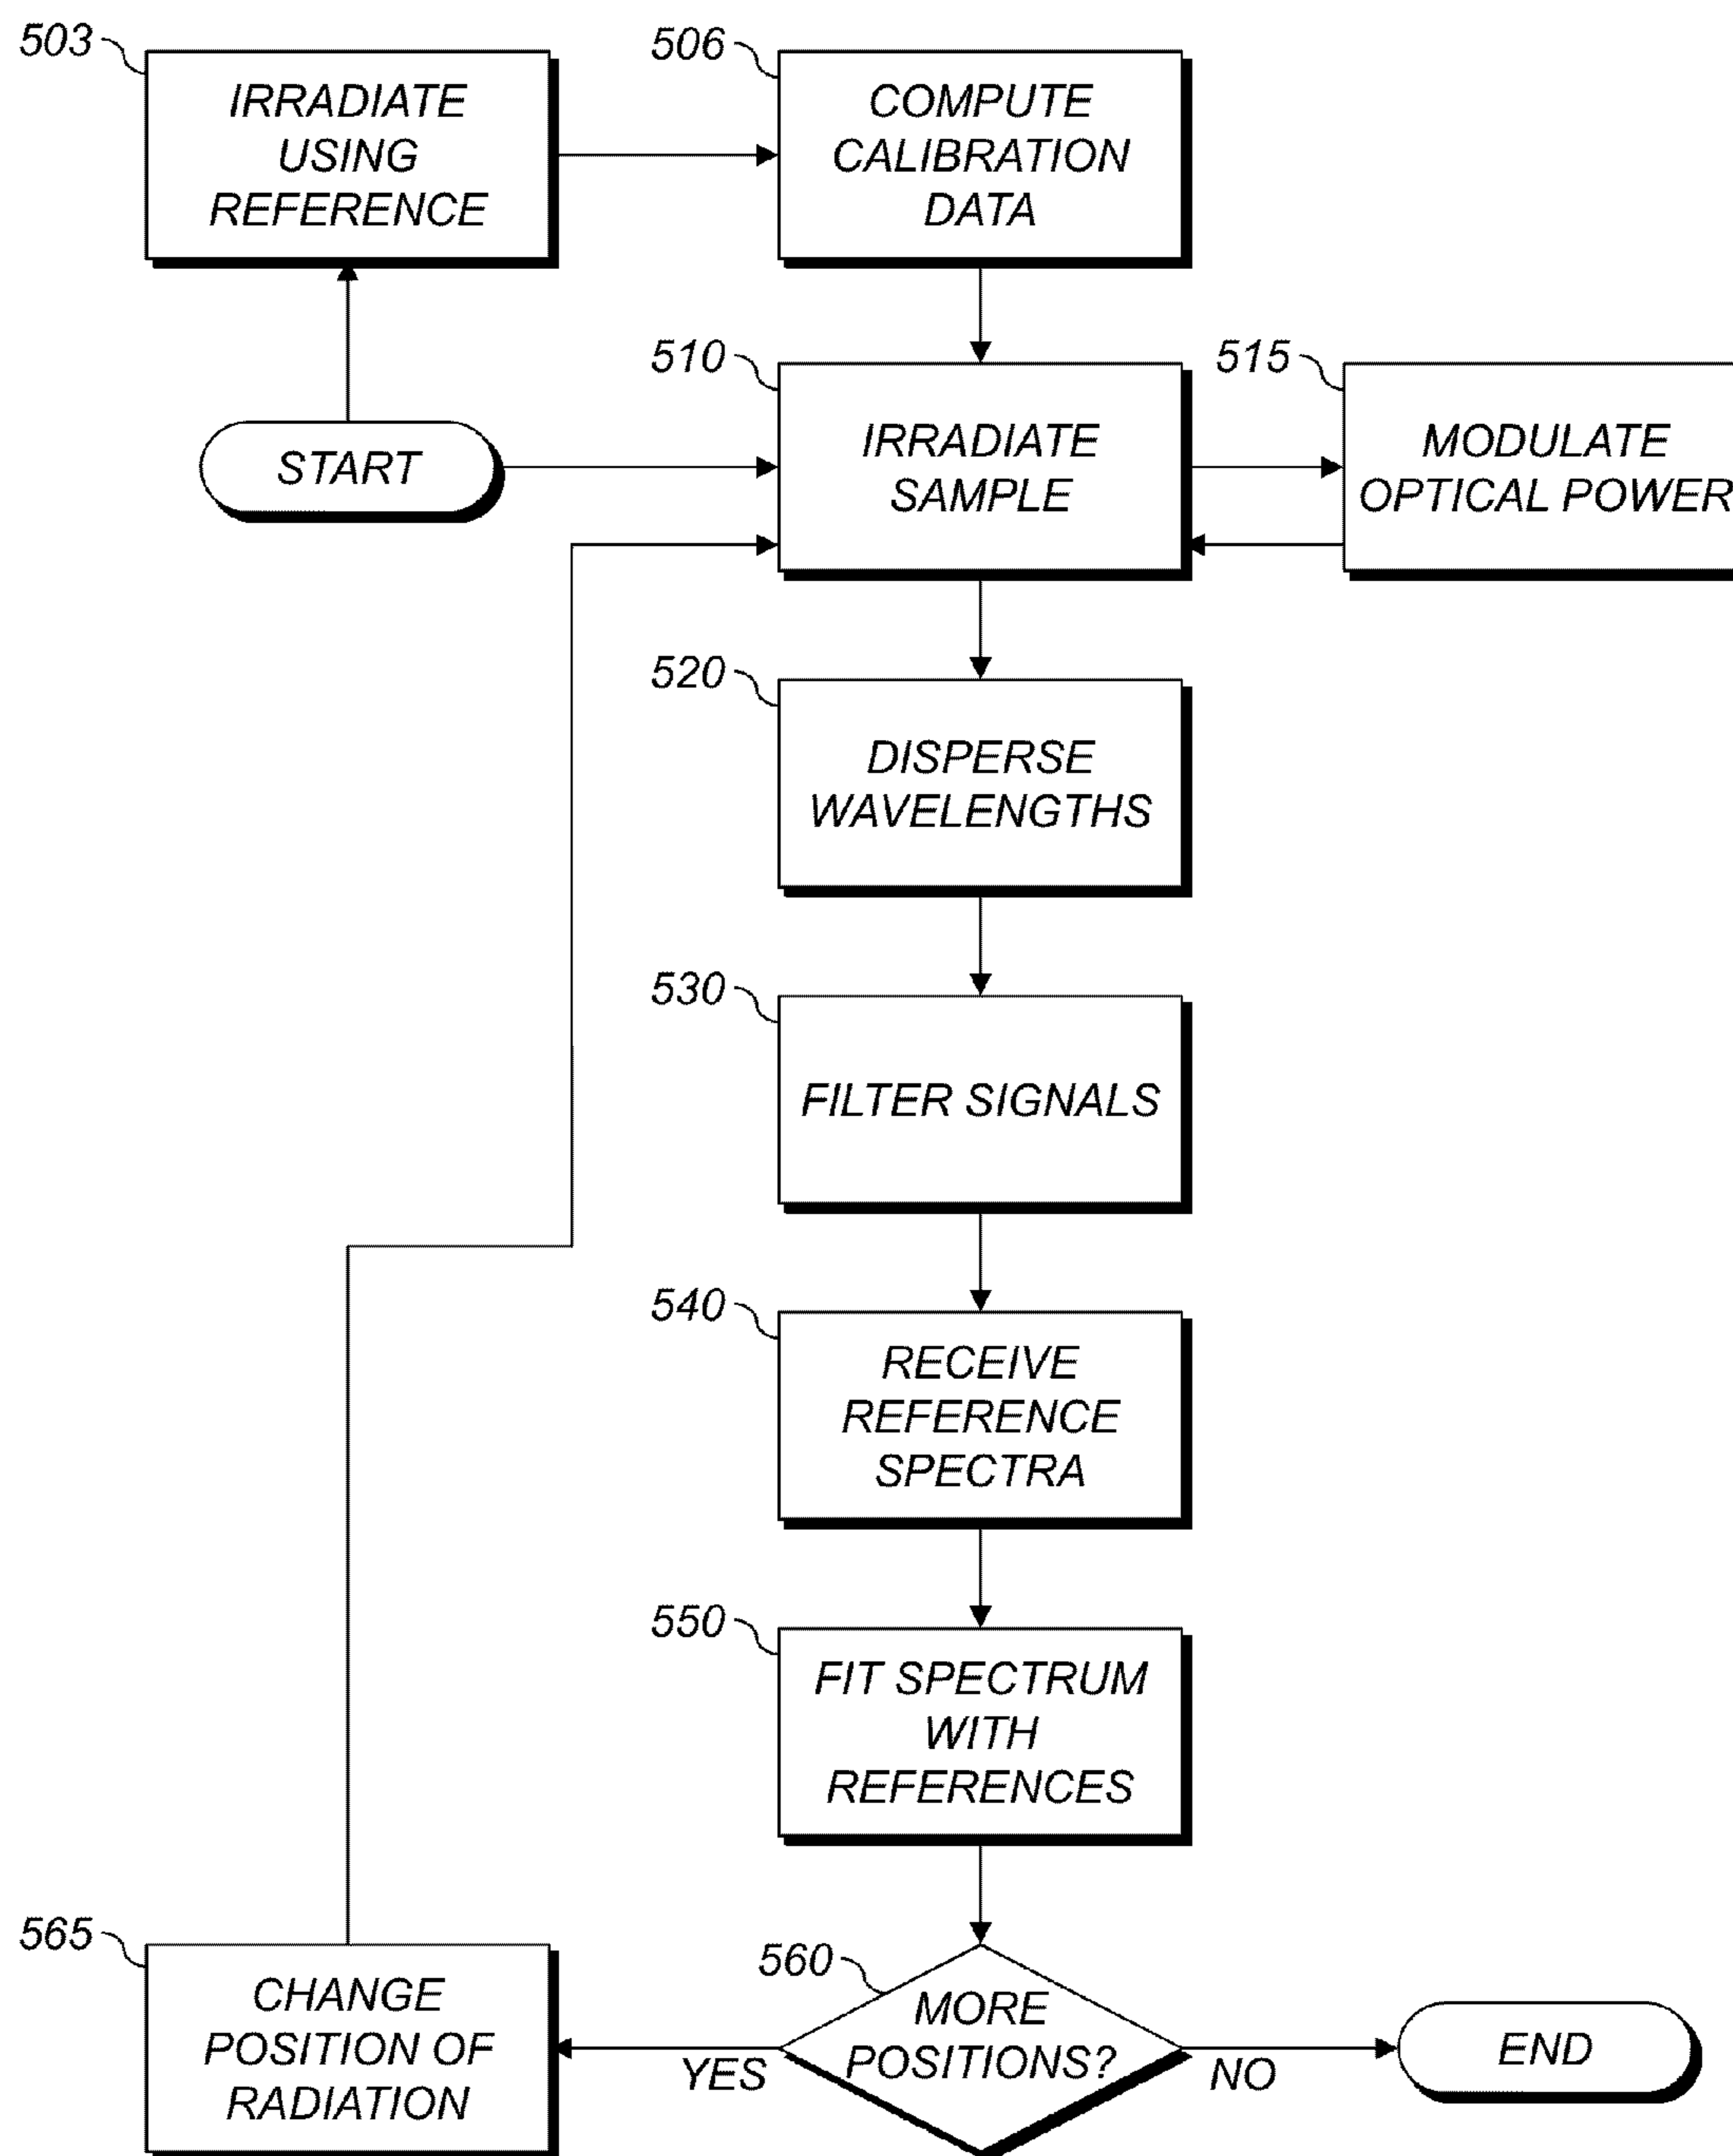 503
IRRADIATE
USING
REFERENCE
506
COMPUTE
CALIBRATION
DATA
START
510
IRRADIATE
SAMPLE
515
MODULATE
OPTICAL POWER
520
DISPERSE
WAVELENGTHS
530
FILTER SIGNALS
540
RECEIVE
REFERENCE
SPECTRA
550
FIT SPECTRUM
WITH
REFERENCES
560
MORE
POSITIONS?
YES
NO
565
CHANGE
POSITION OF
RADIATION
END